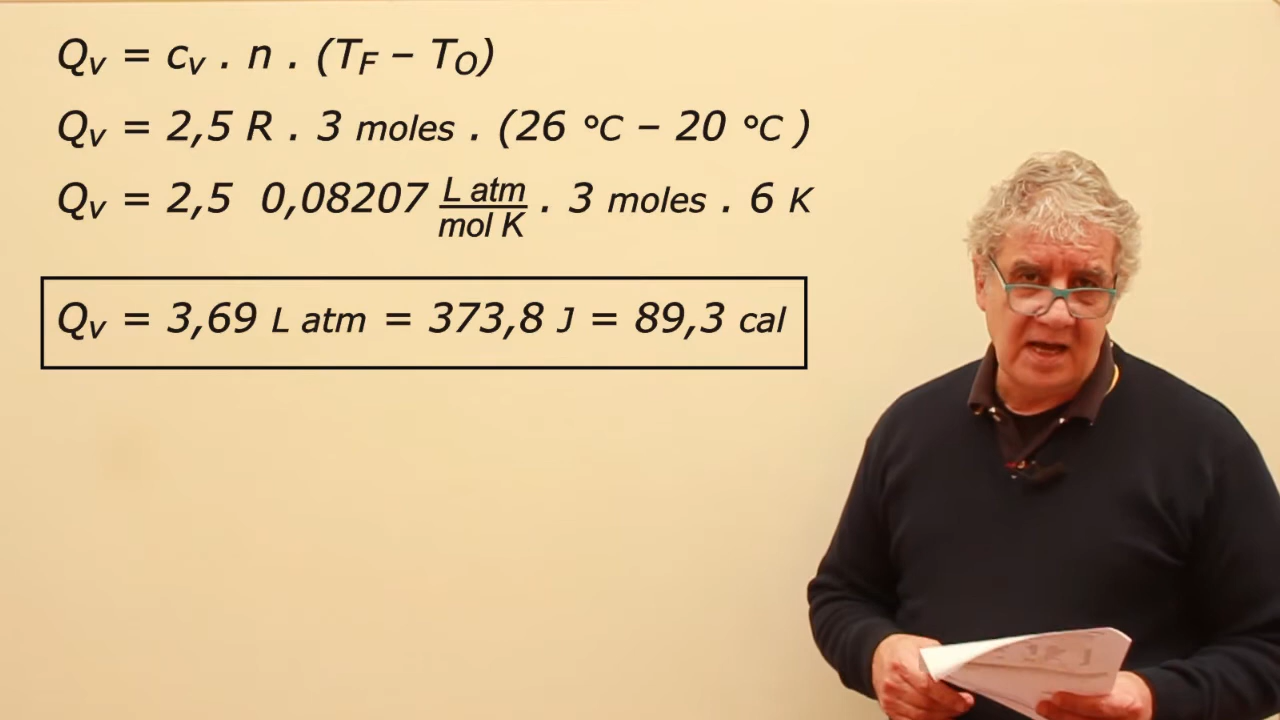 Qv = cv . n . (TF – TO)
Qv = 2,5 R . 3 moles . (26 °C – 20 °C )
Qv = 2,5 0,08207 L atm/mol K . 3 moles . 6 K
Qv = 3,69 L atm = 373,8 J = 89,3 cal